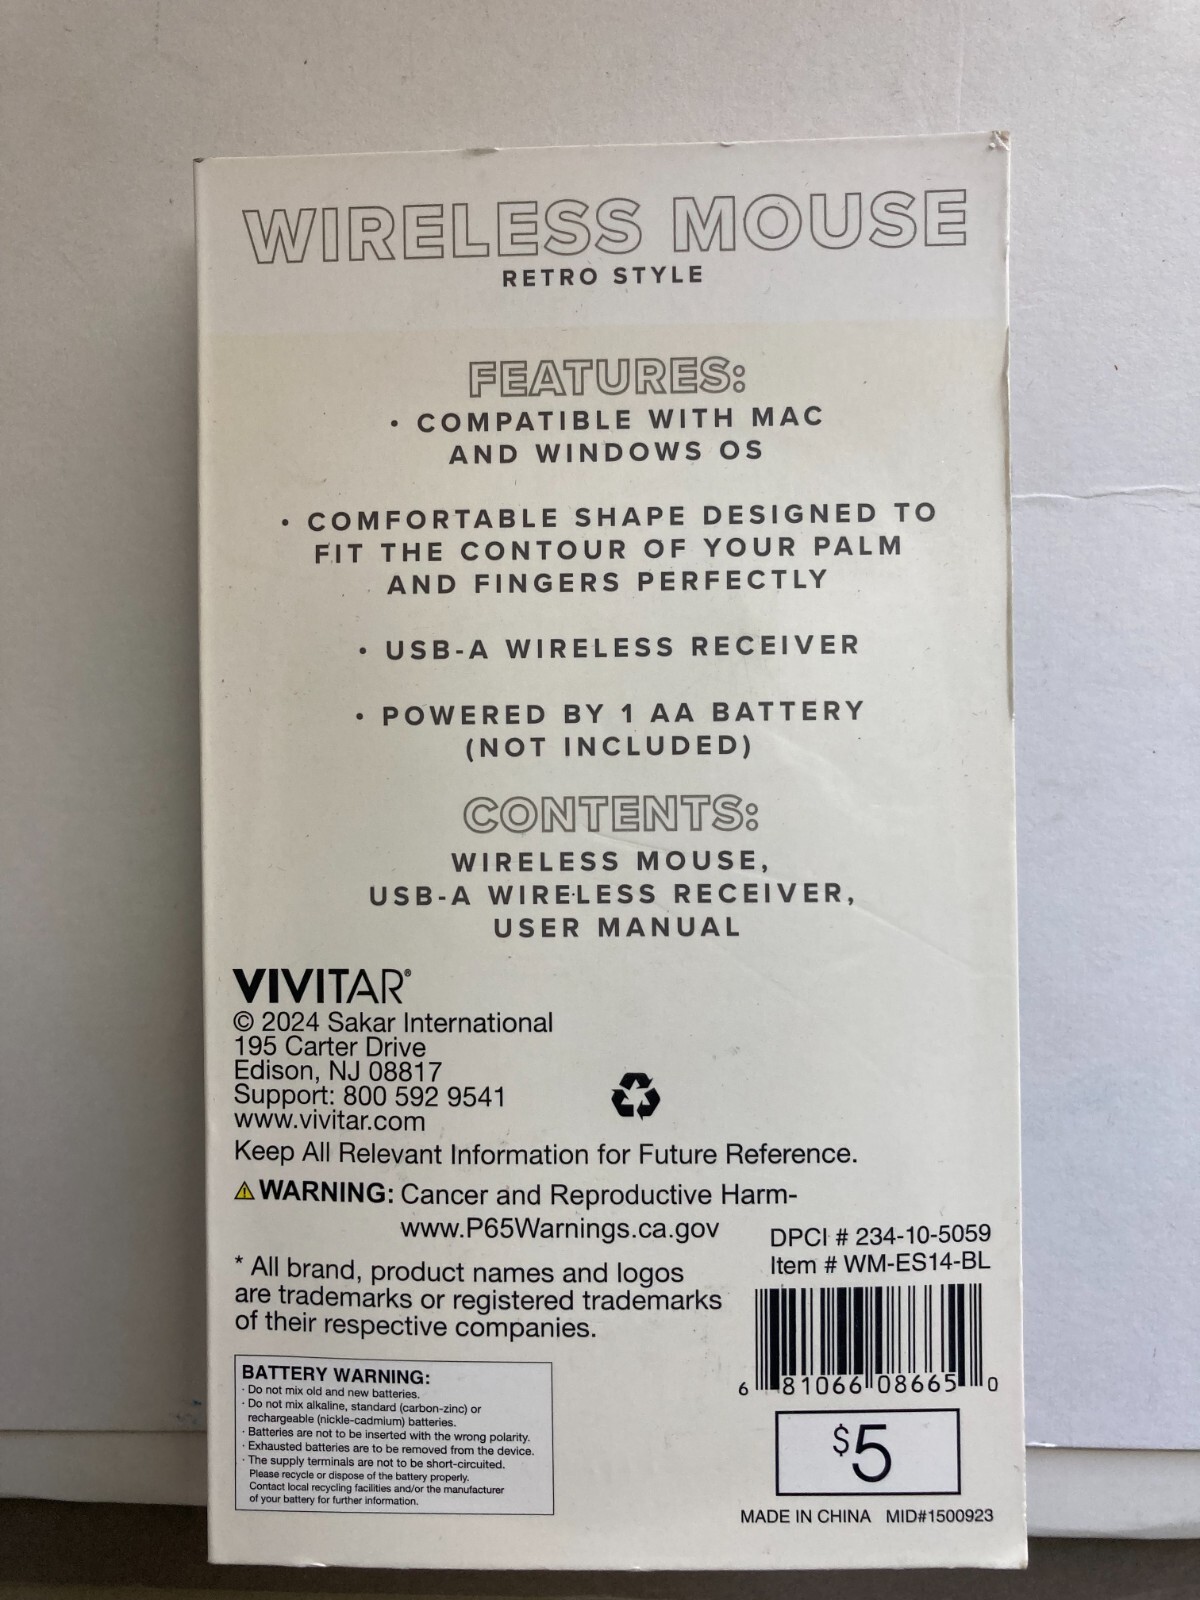 WIRELESS MOUSE
RETRO STYLE
FEATURES:
• COMPATIBLE WITH MAC
AND WINDOWS OS
• COMFORTABLE SHAPE DESIGNED TO
FIT THE CONTOUR OF YOUR PALM
AND FINGERS PERFECTLY
• USB-A WIRELESS RECEIVER
• POWERED BY 1 AA BATTERY
(NOT INCLUDED)
CONTENTS:
WIRELESS MOUSE,
USB-A WIRELESS RECEIVER,
USER MANUAL
VIVITAR®
© 2024 Sakar International
195 Carter Drive
Edison, NJ 08817
Support: 800 592 9541
www.vivitar.com
Keep All Relevant Information for Future Reference.
⚠ WARNING: Cancer and Reproductive Harm-
www.P65Warnings.ca.gov
* All brand, product names and logos
are trademarks or registered trademarks
of their respective companies.
DPCI # 234-10-5059
Item # WM-ES14-BL
6 81066 08665 0
$5
MADE IN CHINA MID#1500923
BATTERY WARNING:
· Do not mix old and new batteries.
· Do not mix alkaline, standard (carbon-zinc) or
rechargeable (nickle-cadmium) batteries.
· Batteries are not to be inserted with the wrong polarity.
· Exhausted batteries are to be removed from the device.
· The supply terminals are not to be short-circuited.
Please recycle or dispose of the battery properly.
Contact local recycling facilities and/or the manufacturer
of your battery for further information.